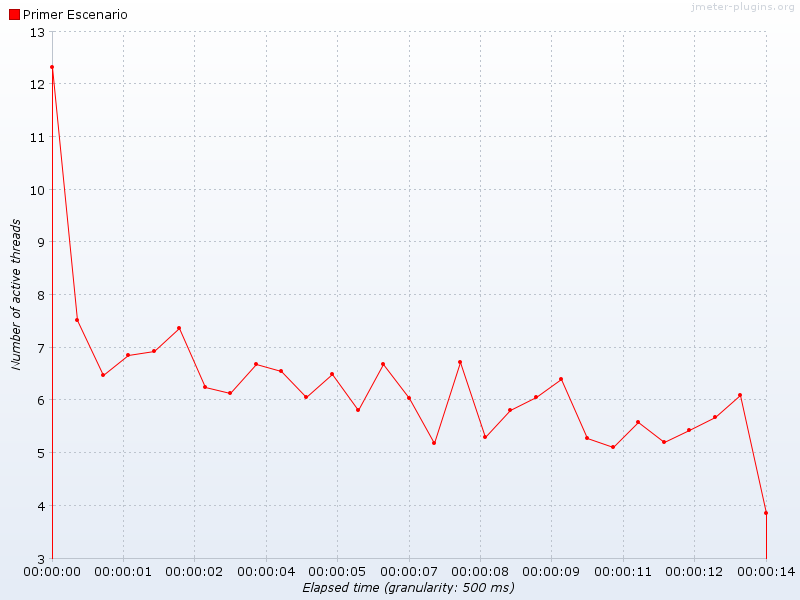 jmeter-plugins.org
Primer Escenario
13
12
11
10
9
8
7
6
5
4
3
Number of active threads
00:00:00 00:00:01 00:00:02 00:00:04 00:00:05 00:00:07 00:00:08 00:00:09 00:00:11 00:00:12 00:00:14
Elapsed time (granularity: 500 ms)